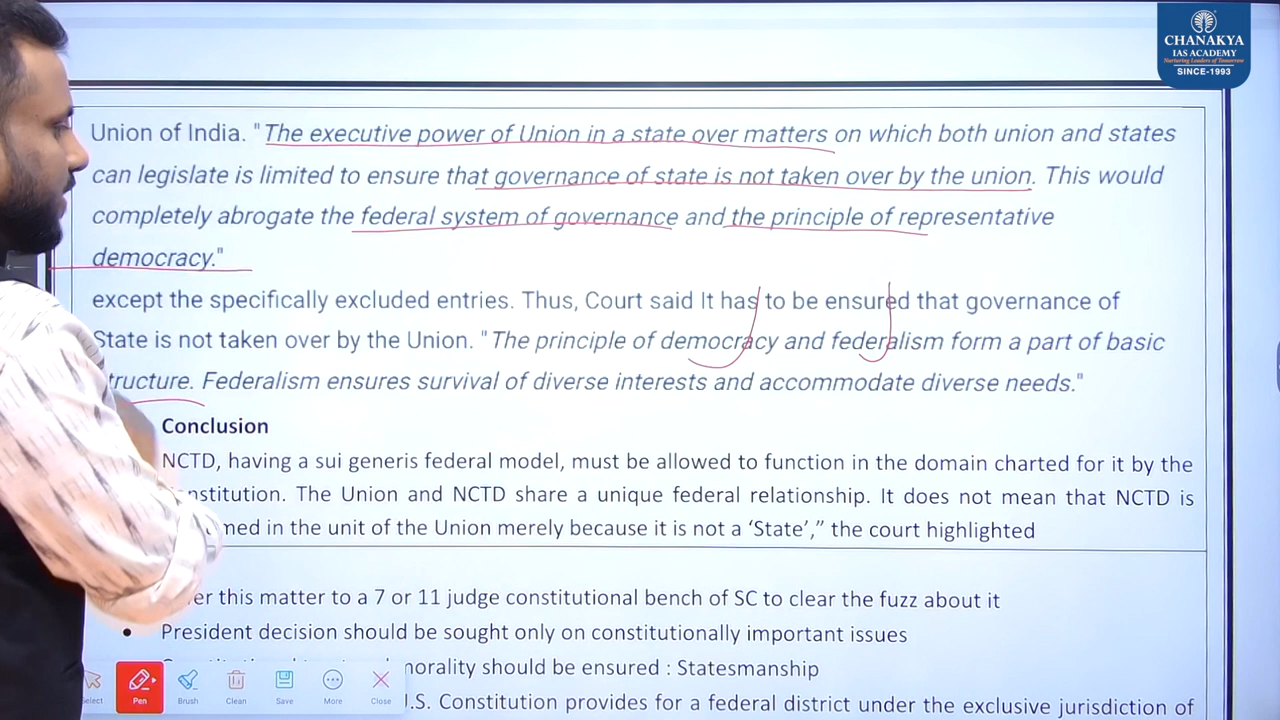 CHANAKYA
IAS ACADEMY
Nurturing Leaders of Tomorrow
SINCE-1993
Union of India. "The executive power of Union in a state over matters on which both union and states
can legislate is limited to ensure that governance of state is not taken over by the union. This would
completely abrogate the federal system of governance and the principle of representative
democracy."
except the specifically excluded entries. Thus, Court said It has to be ensured that governance of
State is not taken over by the Union. "The principle of democracy and federalism form a part of basic
tructure. Federalism ensures survival of diverse interests and accommodate diverse needs."
Conclusion
NCTD, having a sui generis federal model, must be allowed to function in the domain charted for it by the
nstitution. The Union and NCTD share a unique federal relationship. It does not mean that NCTD is
med in the unit of the Union merely because it is not a ‘State’,” the court highlighted
er this matter to a 7 or 11 judge constitutional bench of SC to clear the fuzz about it
• President decision should be sought only on constitutionally important issues
morality should be ensured : Statesmanship
.S. Constitution provides for a federal district under the exclusive jurisdiction of
elect Pen Brush Clean Save More Close